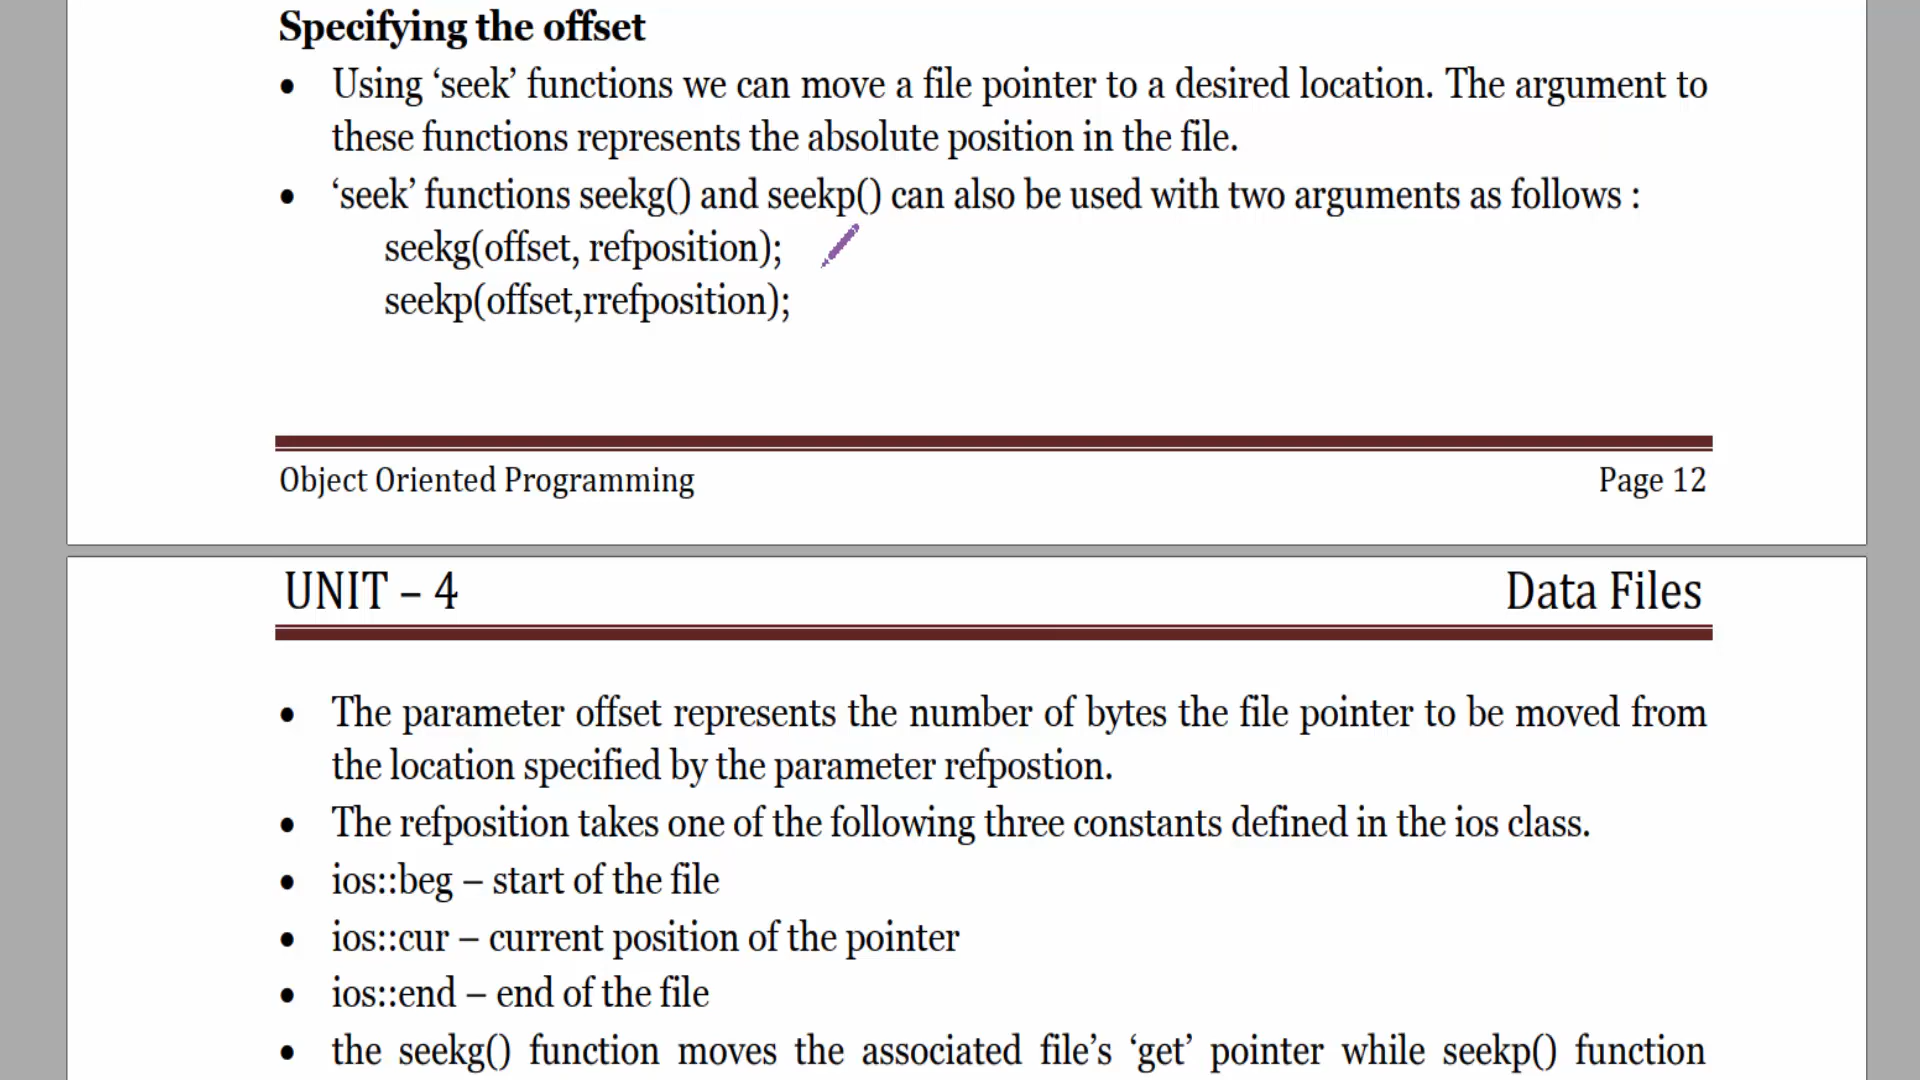 Specifying the offset
• Using ‘seek’ functions we can move a file pointer to a desired location. The argument to
these functions represents the absolute position in the file.
• ‘seek’ functions seekg() and seekp() can also be used with two arguments as follows :
seekg(offset, refposition);
seekp(offset,rrefposition);
Object Oriented Programming Page 12
UNIT – 4 Data Files
• The parameter offset represents the number of bytes the file pointer to be moved from
the location specified by the parameter refpostion.
• The refposition takes one of the following three constants defined in the ios class.
• ios::beg – start of the file
• ios::cur – current position of the pointer
• ios::end – end of the file
• the seekg() function moves the associated file’s ‘get’ pointer while seekp() function